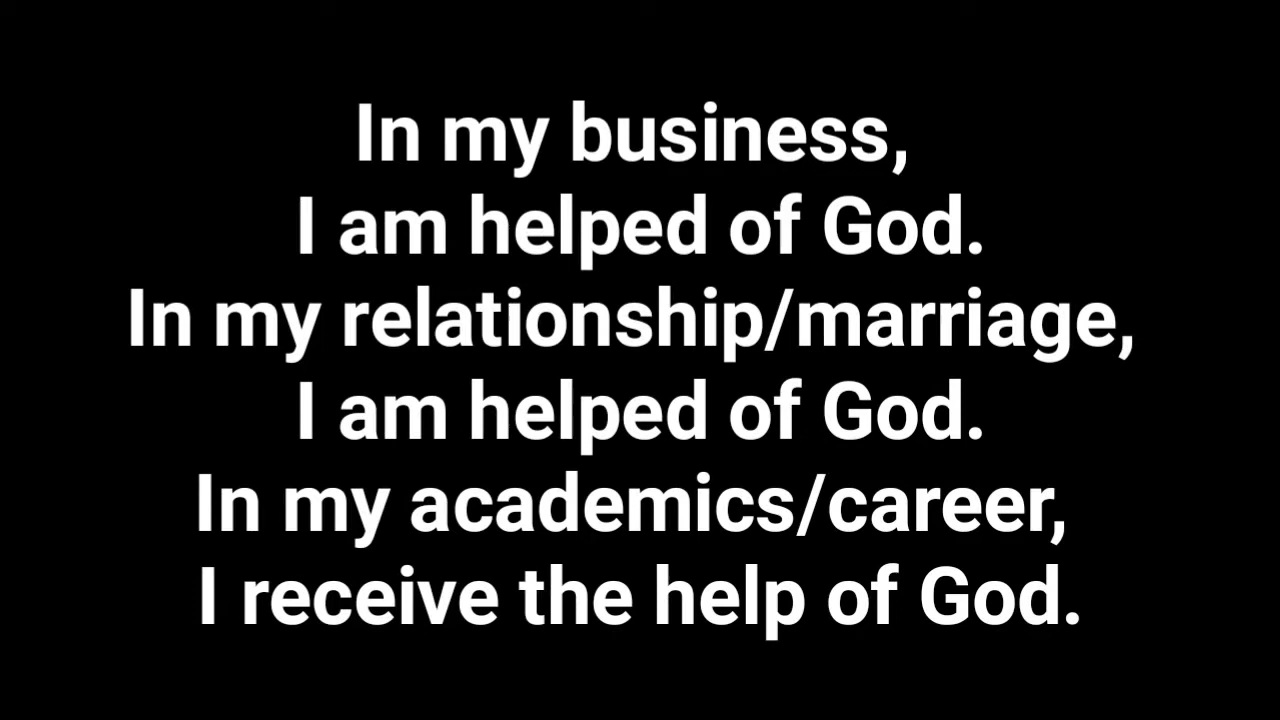 In my business,
I am helped of God.
In my relationship/marriage,
I am helped of God.
In my academics/career,
I receive the help of God.